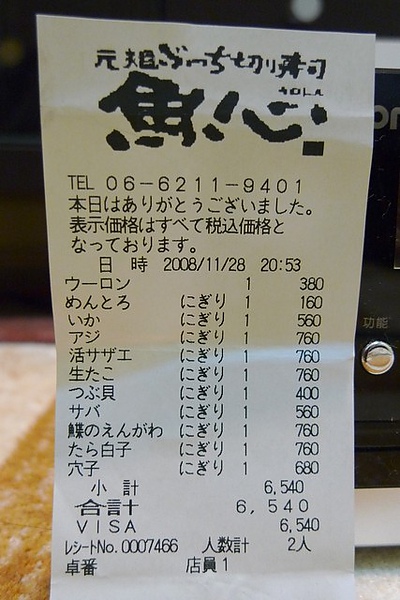 元祖ぶっち切り寿司
魚心
TEL 06-6211-9401
本日はありがとうございました。
表示価格はすべて税込価格と
なっております。
日 時 2008/11/28 20:53
ウーロン 1 380
めんとろ にぎり 1 160
いか にぎり 1 560
アジ にぎり 1 760
活サザエ にぎり 1 760
生たこ にぎり 1 760
つぶ貝 にぎり 1 400
サバ にぎり 1 560
鰈のえんがわ にぎり 1 760
たら白子 にぎり 1 760
穴子 にぎり 1 680
小 計 6,540
合計 6,540
VISA 6,540
レシートNo.0007466 人数計 2人
卓番 店員1
功能